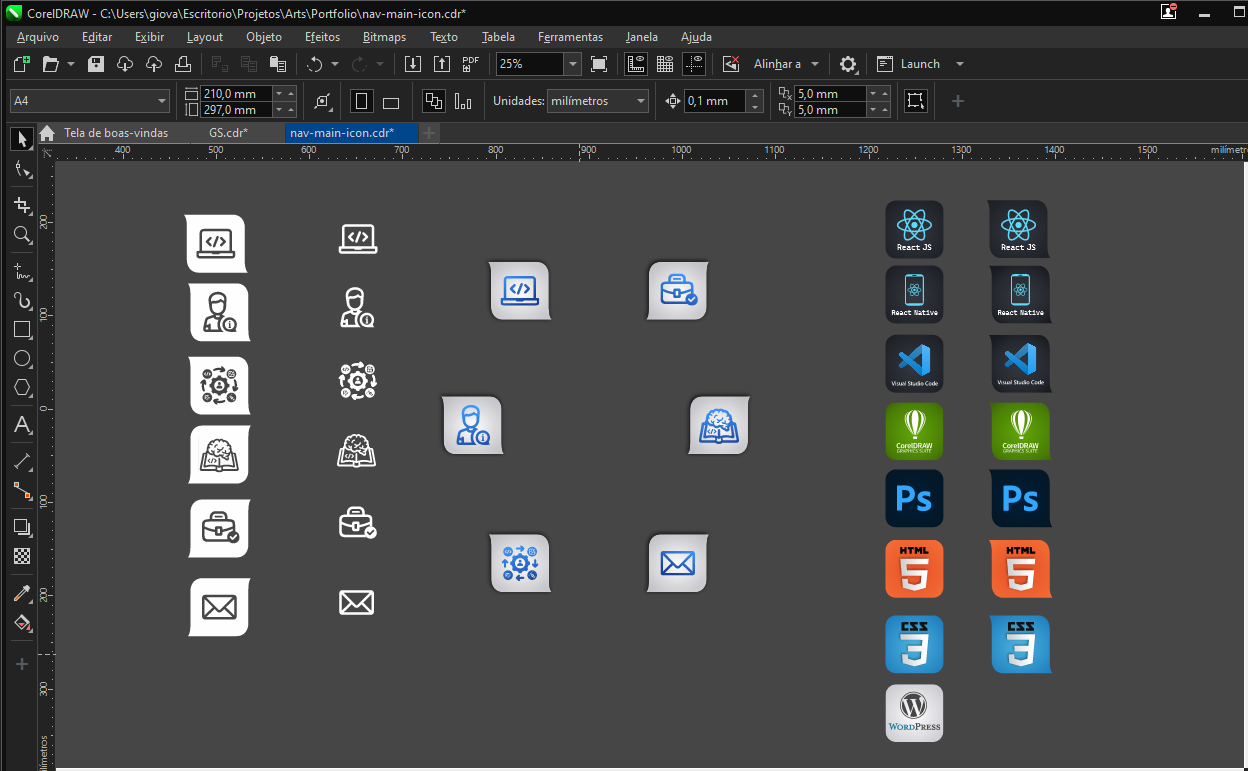 CorelDRAW - C:\Users\giova\Escritorio\Projetos\Arts\Portfolio\nav-main-icon.cdr*
Arquivo Editar Exibir Layout Objeto Efeitos Bitmaps Texto Tabela Ferramentas Janela Ajuda
PDF 25% Alinhar a Launch
A4 210,0 mm 297,0 mm Unidades: milímetros 0,1 mm 5,0 mm 5,0 mm
Tela de boas-vindas GS.cdr* nav-main-icon.cdr*
400 500 600 700 800 900 1000 1100 1200 1300 1400 1500 milímetr
200
100
0
100
200
300
milímetros
React JS React JS
React Native React Native
Visual Studio Code Visual Studio Code
CorelDRAW CorelDRAW
GRAPHICS SUITE GRAPHICS SUITE
Ps Ps
HTML HTML
5 5
CSS CSS
3 3
W
WORDPRESS